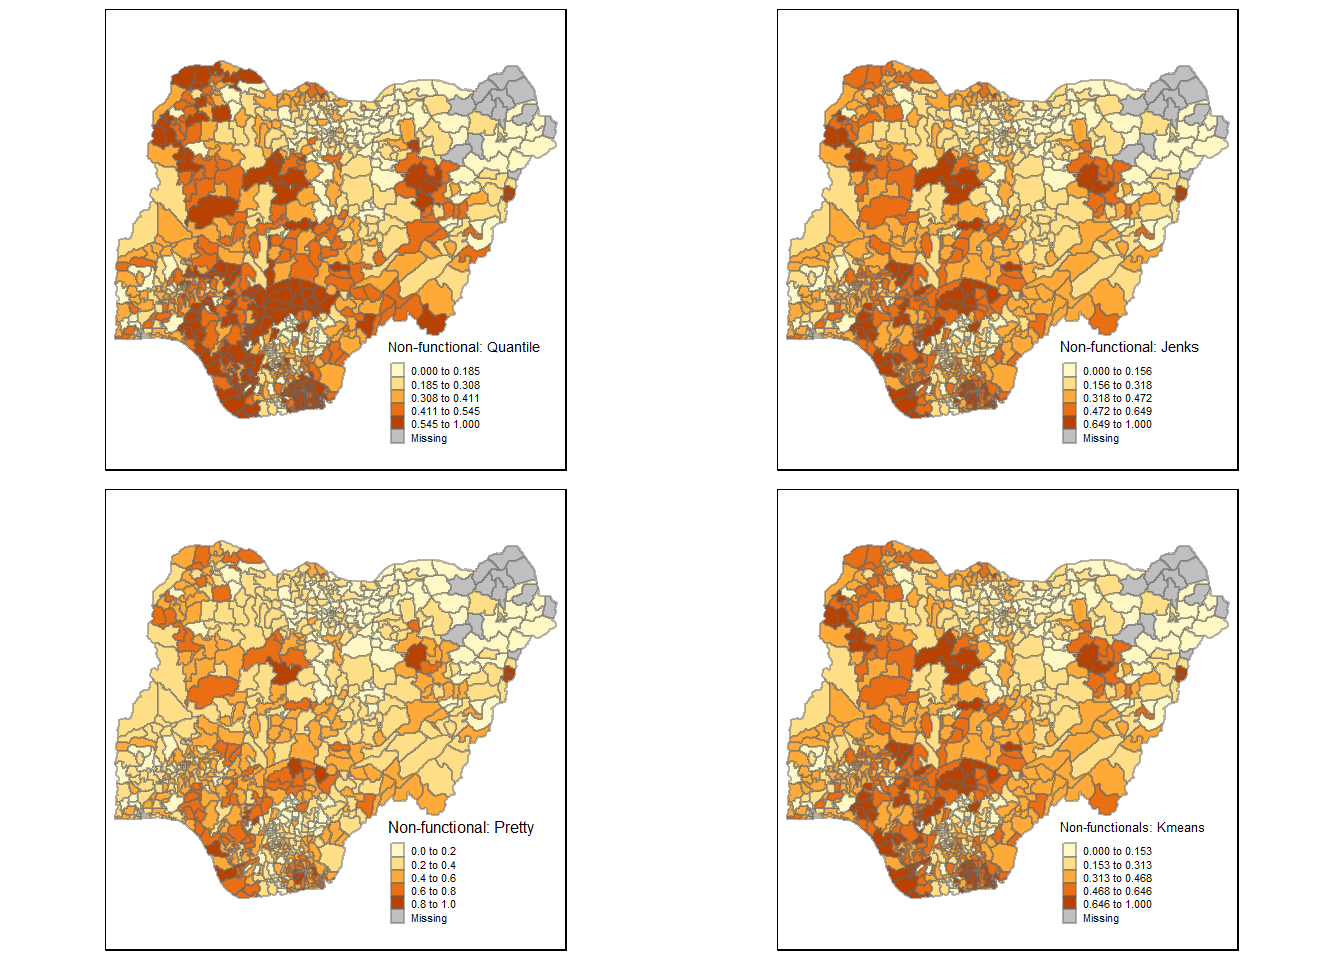 Non-functional: Quantile
0.000 to 0.185
0.185 to 0.308
0.308 to 0.411
0.411 to 0.545
0.545 to 1.000
Missing
Non-functional: Jenks
0.000 to 0.156
0.156 to 0.318
0.318 to 0.472
0.472 to 0.649
0.649 to 1.000
Missing
Non-functional: Pretty
0.0 to 0.2
0.2 to 0.4
0.4 to 0.6
0.6 to 0.8
0.8 to 1.0
Missing
Non-functionals: Kmeans
0.000 to 0.153
0.153 to 0.313
0.313 to 0.468
0.468 to 0.646
0.646 to 1.000
Missing